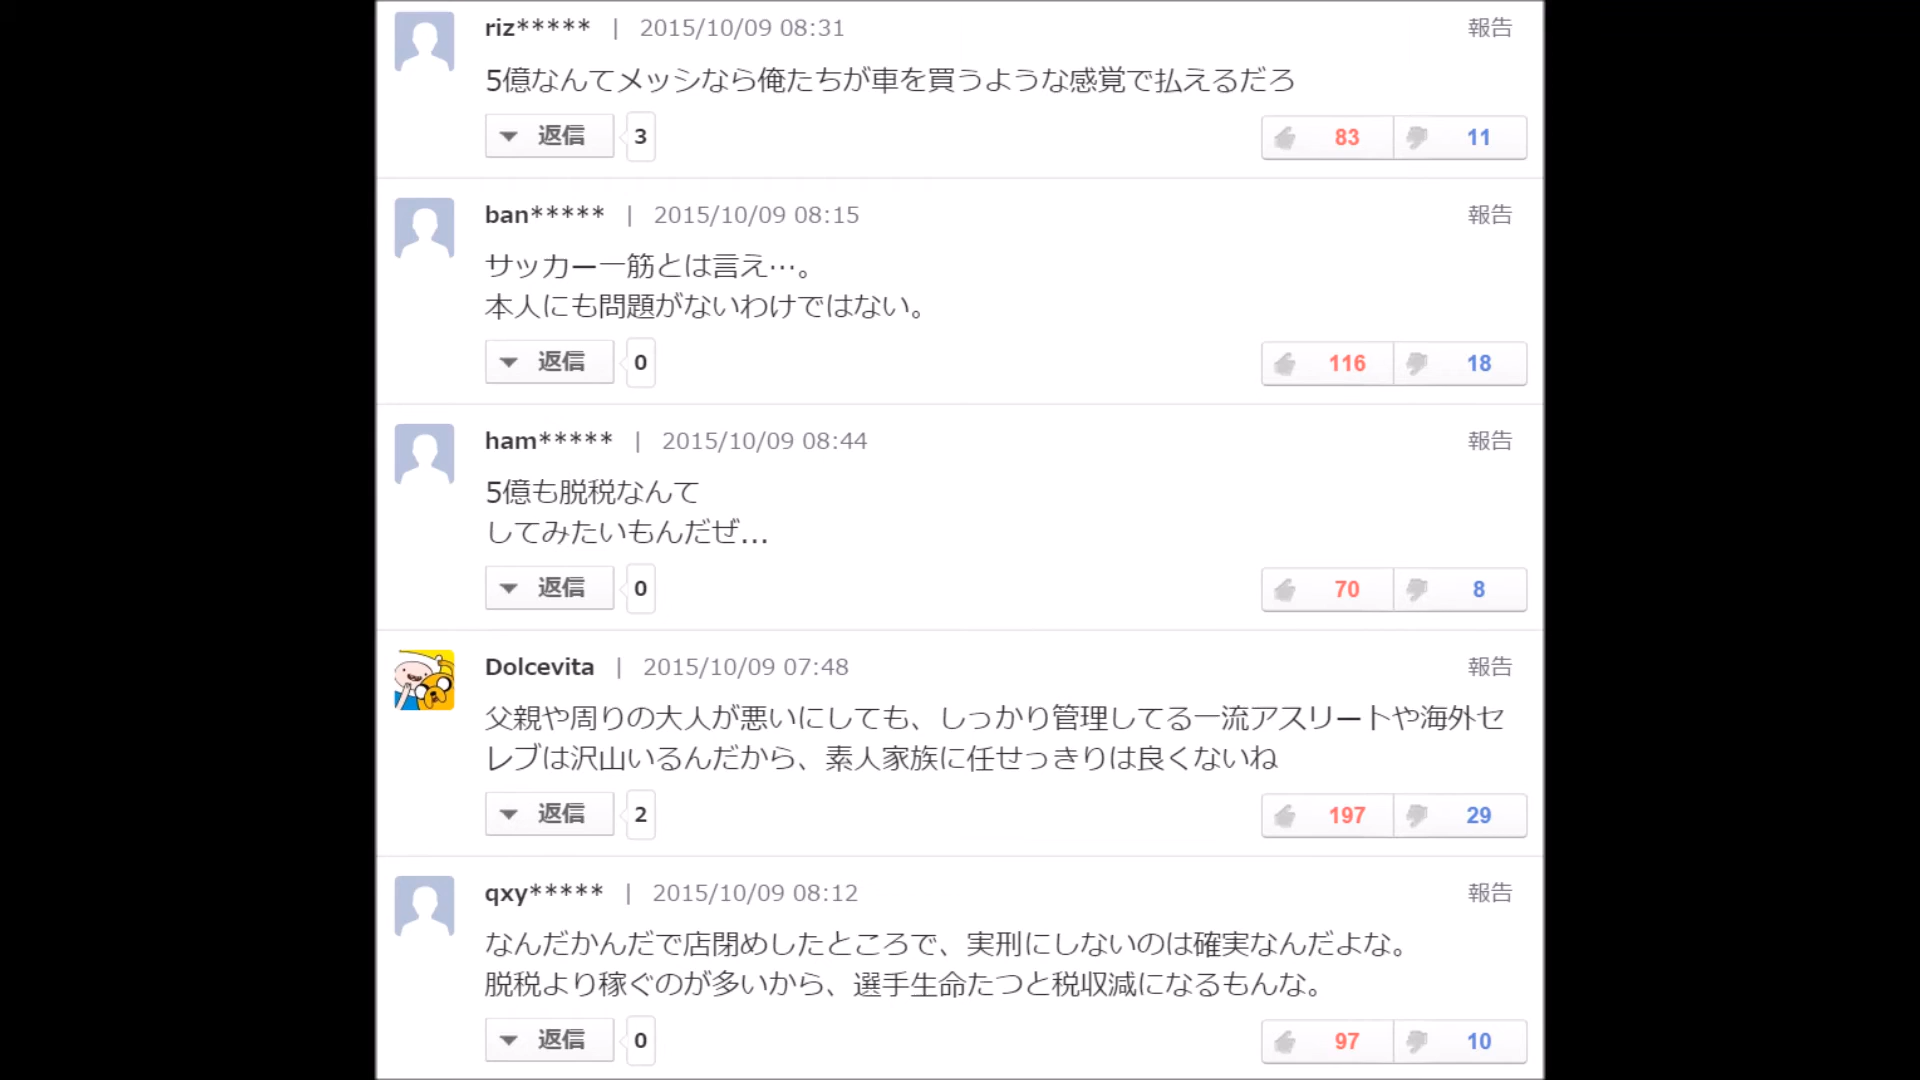 riz***** | 2015/10/09 08:31 報告
5億なんてメッシなら俺たちが車を買うような感覚で払えるだろ
返信 3 83 11
ban***** | 2015/10/09 08:15 報告
サッカー一筋とは言え…。
本人にも問題がないわけではない。
返信 0 116 18
ham***** | 2015/10/09 08:44 報告
5億も脱税なんて
してみたいもんだぜ...
返信 0 70 8
Dolcevita | 2015/10/09 07:48 報告
父親や周りの大人が悪いにしても、しっかり管理してる一流アスリートや海外セ
レブは沢山いるんだから、素人家族に任せっきりは良くないね
返信 2 197 29
qxy***** | 2015/10/09 08:12 報告
なんだかんだで店閉めしたところで、実刑にしないのは確実なんだよな。
脱税より稼ぐのが多いから、選手生命たつと税収減になるもんな。
返信 0 97 10